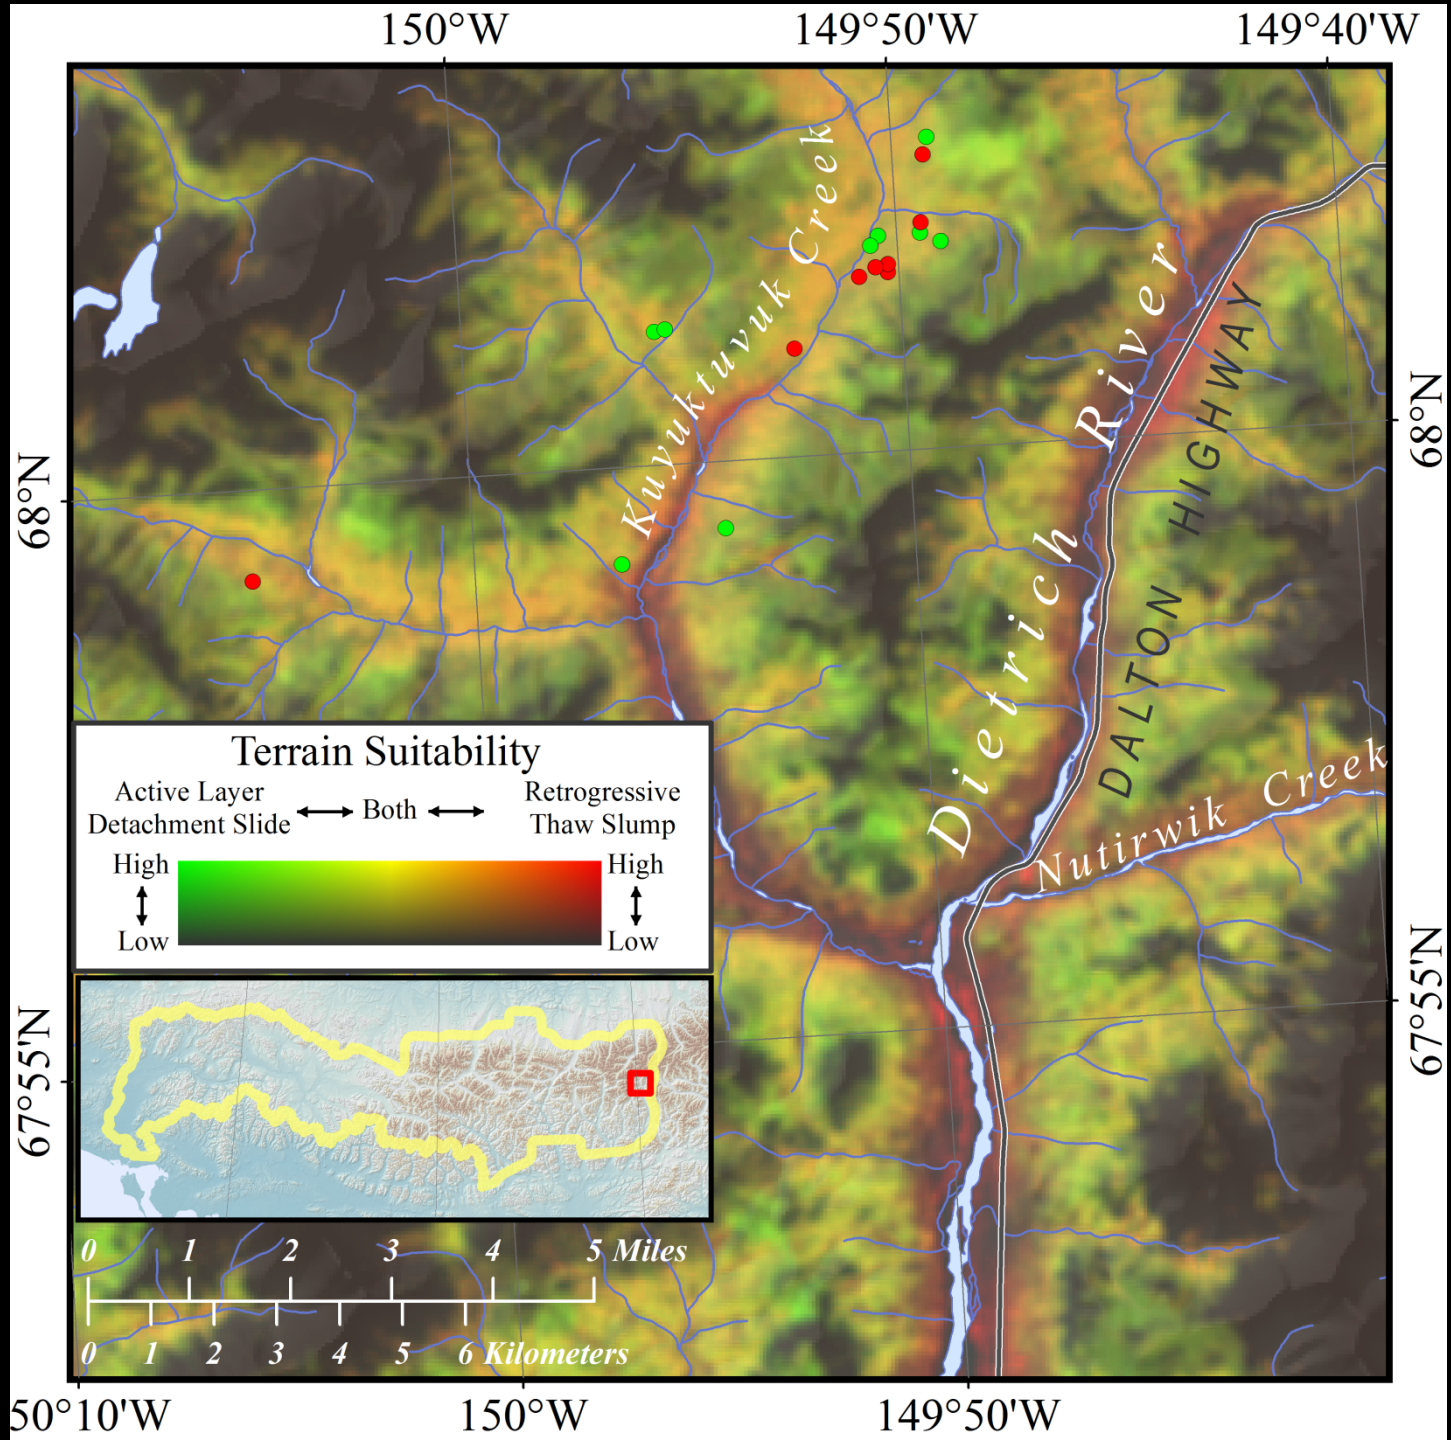 150°W 149°50'W 149°40'W
Kuyuktuvuk Creek
Dietrich River
DALTON HIGHWAY
Nutirwik Creek
68°N
68°N
67°55'N
67°55'N
Terrain Suitability
Active Layer Detachment Slide
Both
Retrogressive Thaw Slump
High High
Low Low
0 1 2 3 4 5 Miles
0 1 2 3 4 5 6 Kilometers
50°10'W 150°W 149°50'W